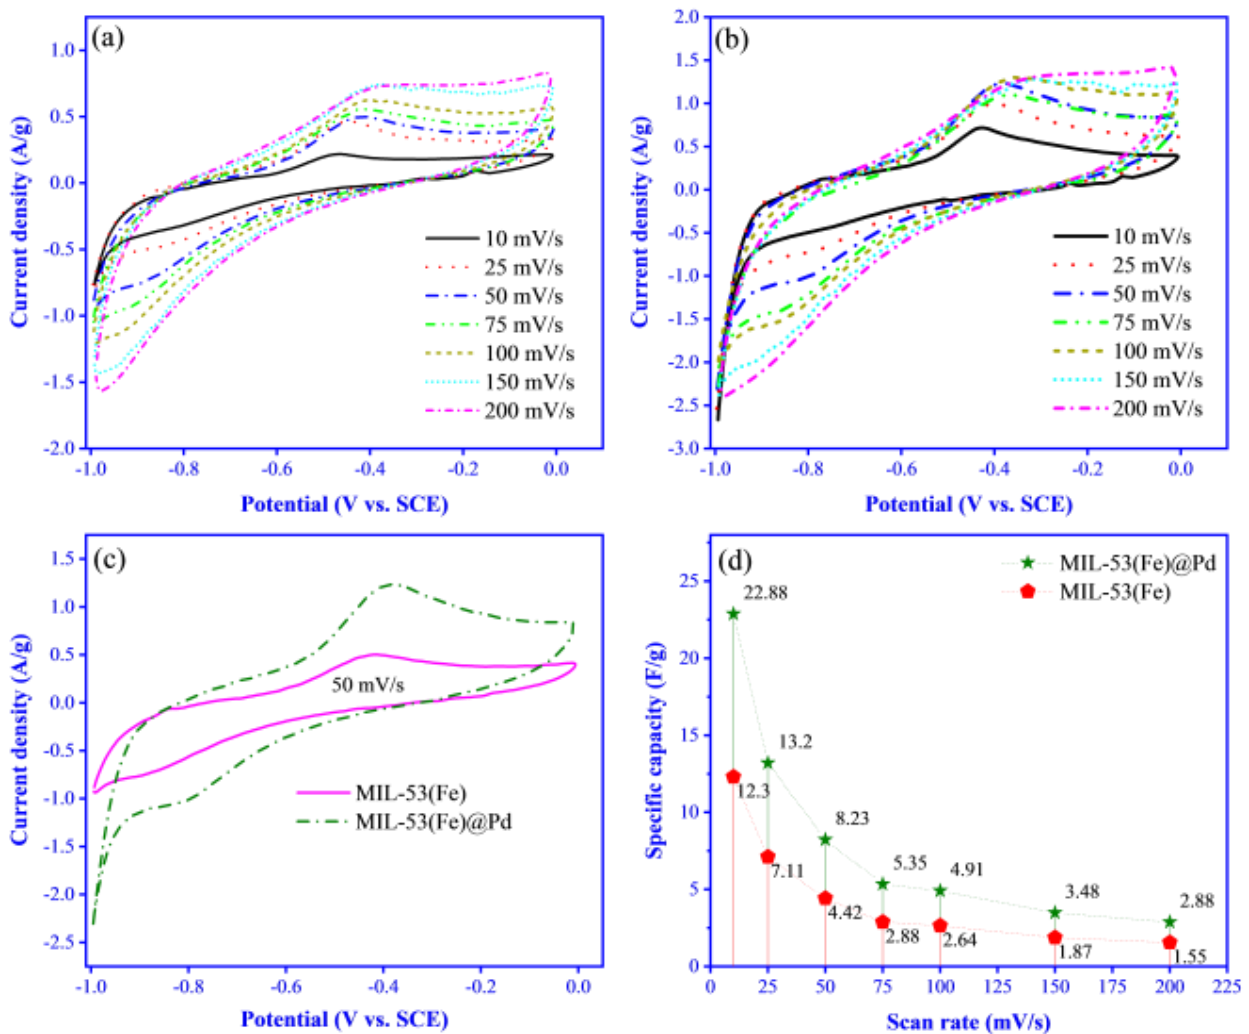 (a)
1.0
0.5
0.0
-0.5
-1.0
-1.5
-2.0
Current density (A/g)
10 mV/s
25 mV/s
50 mV/s
75 mV/s
100 mV/s
150 mV/s
200 mV/s
-1.0 -0.8 -0.6 -0.4 -0.2 0.0
Potential (V vs. SCE)
(b)
2.0
1.5
1.0
0.5
0.0
-0.5
-1.0
-1.5
-2.0
-2.5
-3.0
Current density (A/g)
10 mV/s
25 mV/s
50 mV/s
75 mV/s
100 mV/s
150 mV/s
200 mV/s
-1.0 -0.8 -0.6 -0.4 -0.2 0.0
Potential (V vs. SCE)
(c)
1.5
1.0
0.5
0.0
-0.5
-1.0
-1.5
-2.0
-2.5
Current density (A/g)
50 mV/s
MIL-53(Fe)
MIL-53(Fe)@Pd
-1.0 -0.8 -0.6 -0.4 -0.2 0.0
Potential (V vs. SCE)
(d)
MIL-53(Fe)@Pd
MIL-53(Fe)
25
20
15
10
5
0
Specific capacity (F/g)
22.88
13.2
8.23
5.35
4.91
3.48
2.88
12.3
7.11
4.42
2.88
2.64
1.87
1.55
0 25 50 75 100 125 150 175 200 225
Scan rate (mV/s)